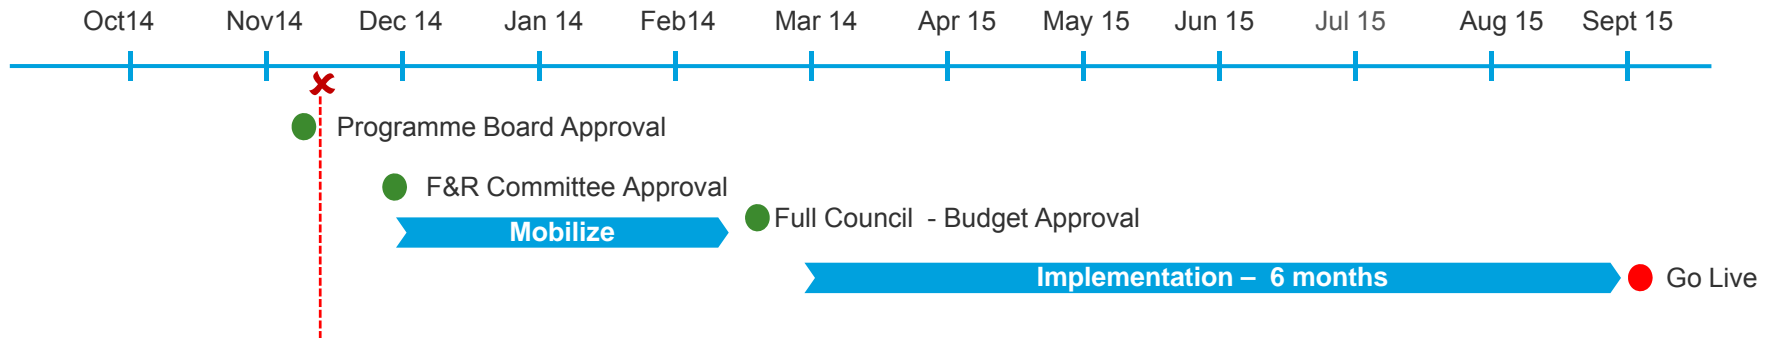 Oct14 Nov14 Dec 14 Jan 14 Feb14 Mar 14 Apr 15 May 15 Jun 15 Jul 15 Aug 15 Sept 15
Programme Board Approval
F&R Committee Approval
Full Council - Budget Approval
Mobilize
Implementation – 6 months
Go Live